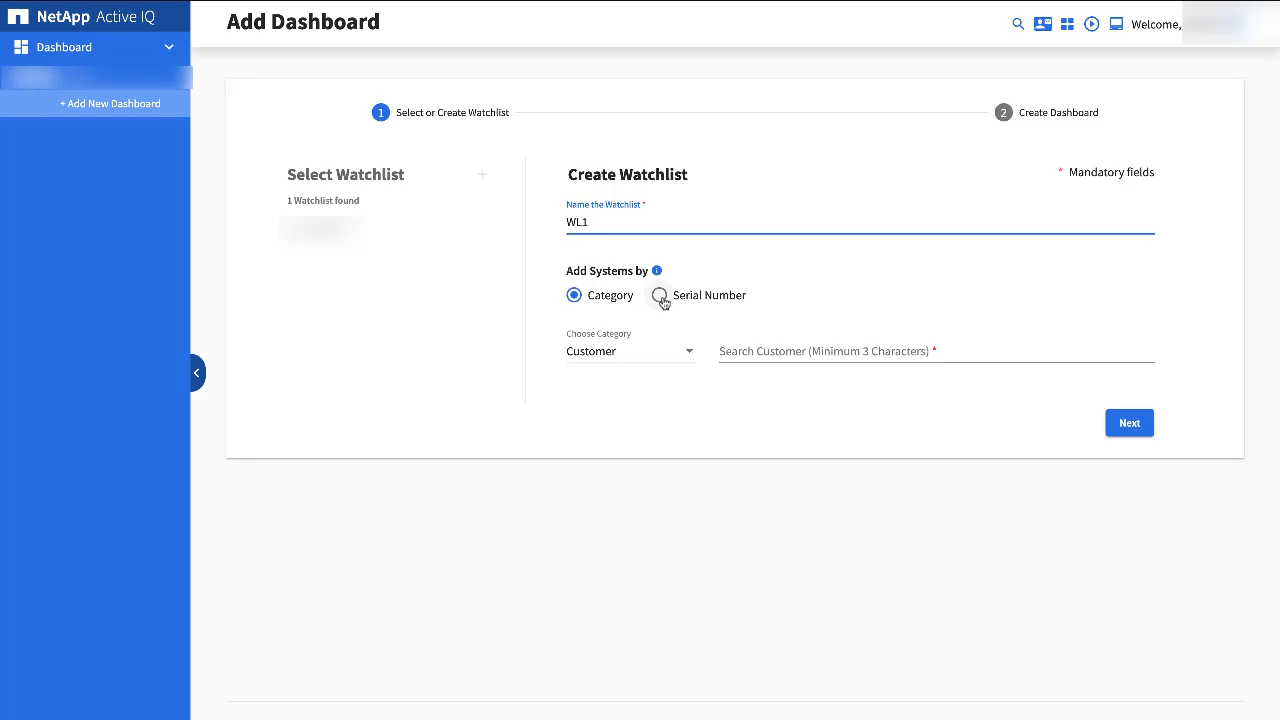 NetApp Active IQ
Add Dashboard
Welcome,
Dashboard
+ Add New Dashboard
1 Select or Create Watchlist
2 Create Dashboard
Select Watchlist +
1 Watchlist found
Create Watchlist
* Mandatory fields
Name the Watchlist *
WL1
Add Systems by
Category
Serial Number
Choose Category
Customer
Search Customer (Minimum 3 Characters) *
Next